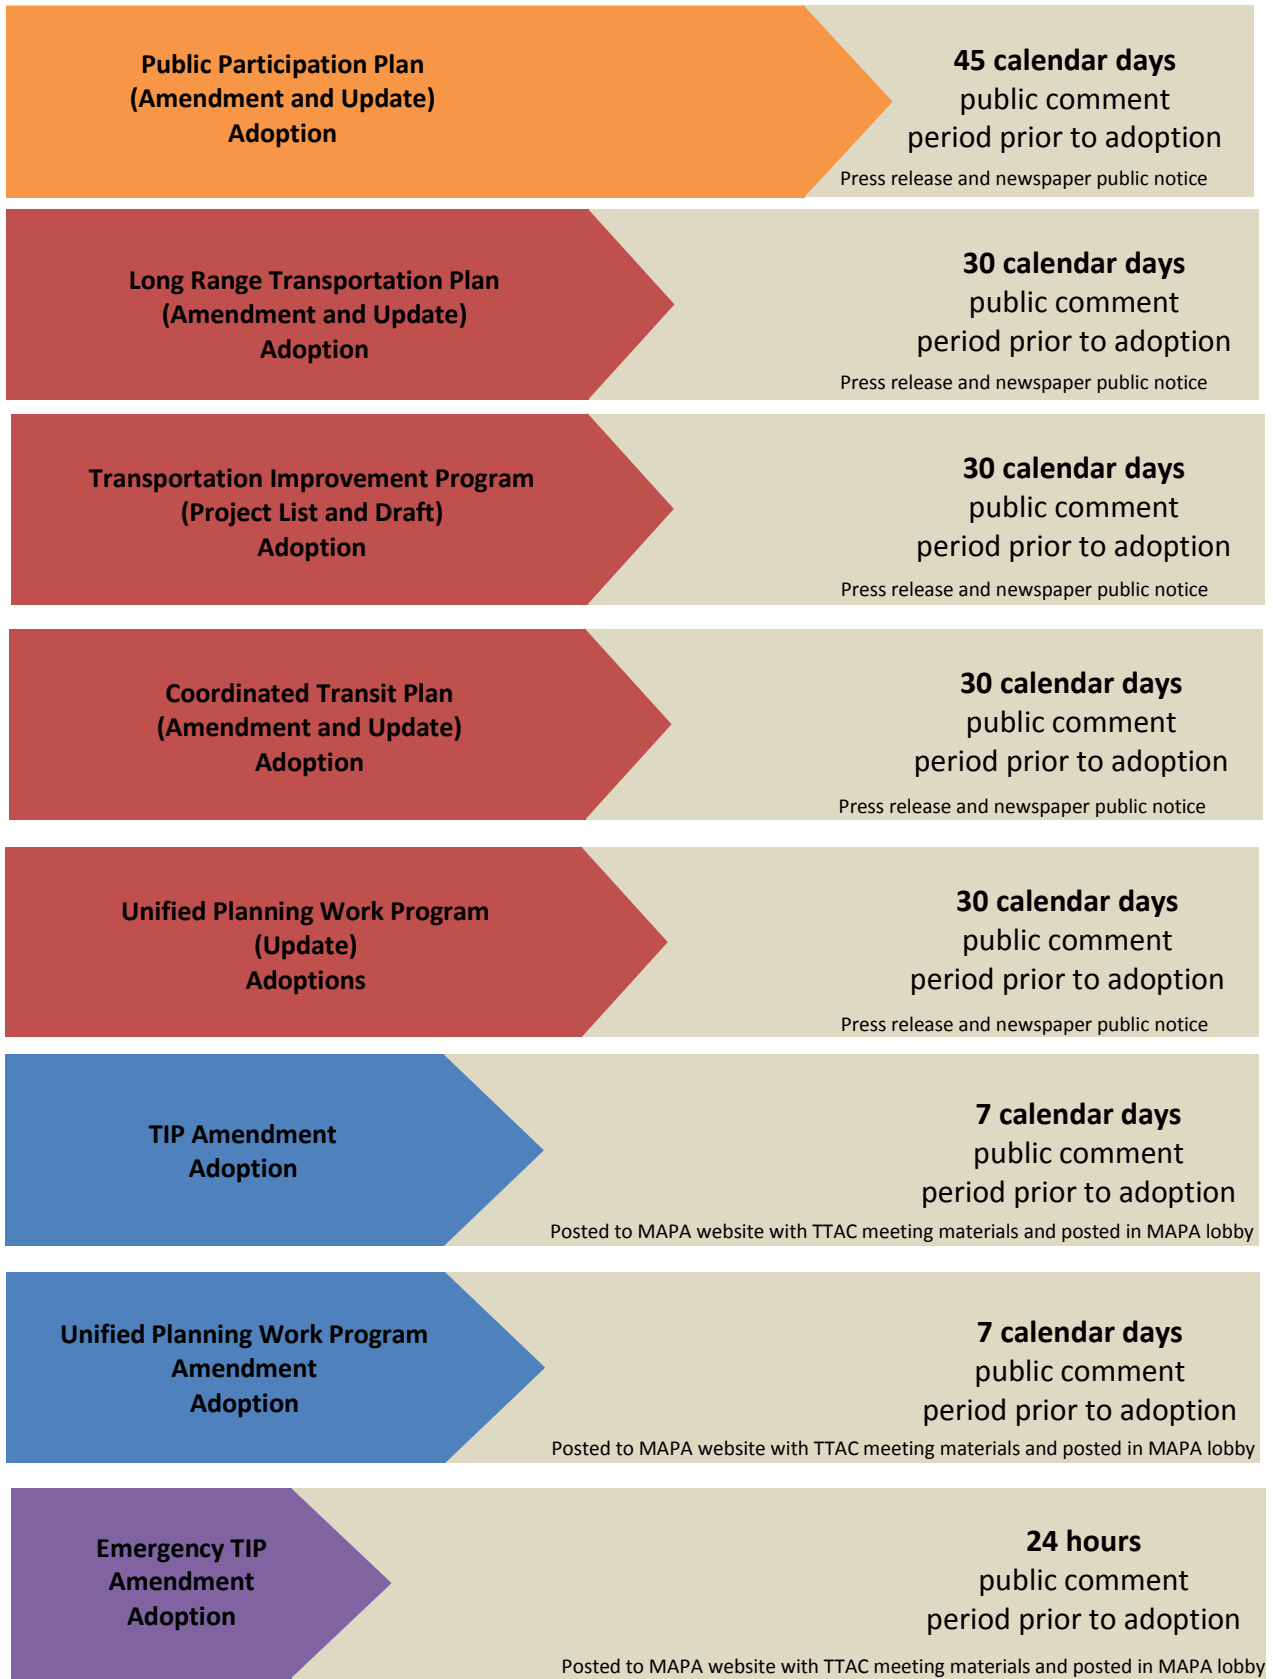 Public Participation Plan
(Amendment and Update)
Adoption
45 calendar days
public comment
period prior to adoption
Press release and newspaper public notice
Long Range Transportation Plan
(Amendment and Update)
Adoption
30 calendar days
public comment
period prior to adoption
Press release and newspaper public notice
Transportation Improvement Program
(Project List and Draft)
Adoption
30 calendar days
public comment
period prior to adoption
Press release and newspaper public notice
Coordinated Transit Plan
(Amendment and Update)
Adoption
30 calendar days
public comment
period prior to adoption
Press release and newspaper public notice
Unified Planning Work Program
(Update)
Adoptions
30 calendar days
public comment
period prior to adoption
Press release and newspaper public notice
TIP Amendment
Adoption
7 calendar days
public comment
period prior to adoption
Posted to MAPA website with TTAC meeting materials and posted in MAPA lobby
Unified Planning Work Program
Amendment
Adoption
7 calendar days
public comment
period prior to adoption
Posted to MAPA website with TTAC meeting materials and posted in MAPA lobby
Emergency TIP
Amendment
Adoption
24 hours
public comment
period prior to adoption
Posted to MAPA website with TTAC meeting materials and posted in MAPA lobby